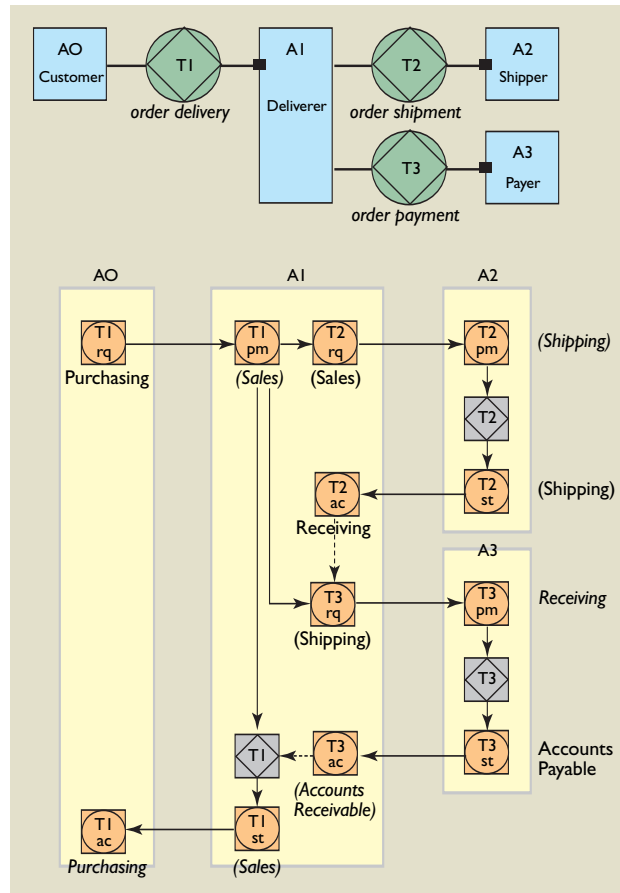 A0
Customer
T1
order delivery
A1
Deliverer
T2
order shipment
A2
Shipper
T3
order payment
A3
Payer
A0
A1
A2
T1
rq
Purchasing
T1
pm
(Sales)
T2
rq
(Sales)
T2
pm
(Shipping)
T2
T2
st
(Shipping)
T2
ac
Receiving
A3
T3
rq
(Shipping)
T3
pm
Receiving
T3
T3
st
Accounts
Payable
T3
ac
(Accounts
Receivable)
T1
T1
st
(Sales)
T1
ac
Purchasing